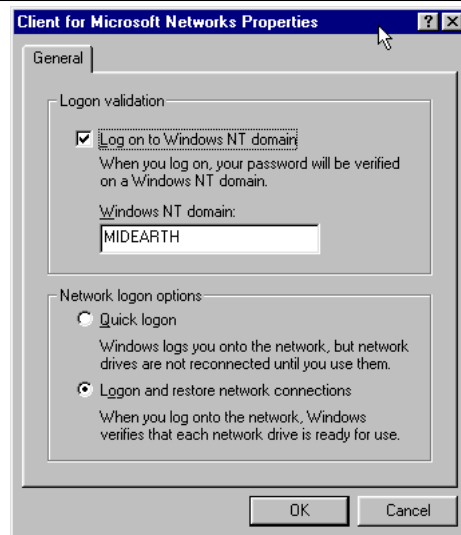 Client for Microsoft Networks Properties
General
Logon validation
Log on to Windows NT domain
When you log on, your password will be verified
on a Windows NT domain.
Windows NT domain:
MIDEARTH
Network logon options
Quick logon
Windows logs you onto the network, but network
drives are not reconnected until you use them.
Logon and restore network connections
When you log onto the network, Windows
verifies that each network drive is ready for use.
OK Cancel